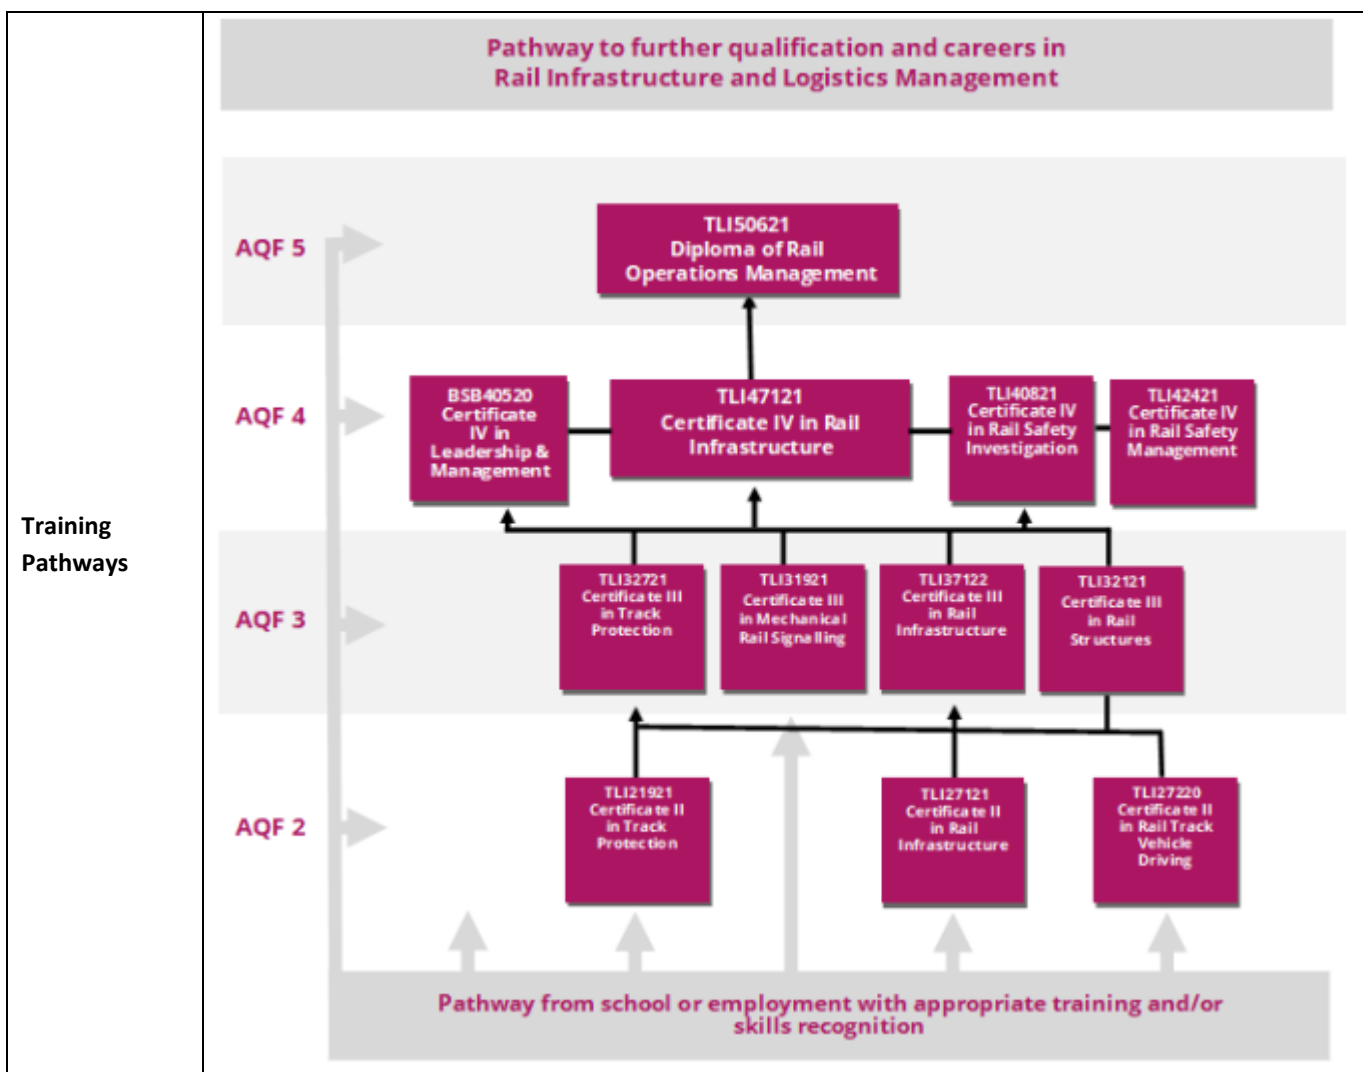 Pathway to further qualification and careers in
Rail Infrastructure and Logistics Management
Training
Pathways
AQF 5
TLI50621
Diploma of Rail
Operations Management
AQF 4
BSB40520
Certificate
IV in
Leadership &
Management
TLI47121
Certificate IV in Rail
Infrastructure
TLI40821
Certificate IV
in Rail Safety
Investigation
TLI42421
Certificate IV
in Rail Safety
Management
AQF 3
TLI32721
Certificate III
in Track
Protection
TLI31921
Certificate III
in Mechanical
Rail Signalling
TLI37122
Certificate III
in Rail
Infrastructure
TLI32121
Certificate III
in Rail
Structures
AQF 2
TLI21921
Certificate II
in Track
Protection
TLI27121
Certificate II
in Rail
Infrastructure
TLI27220
Certificate II
in Rail Track
Vehicle
Driving
Pathway from school or employment with appropriate training and/or
skills recognition